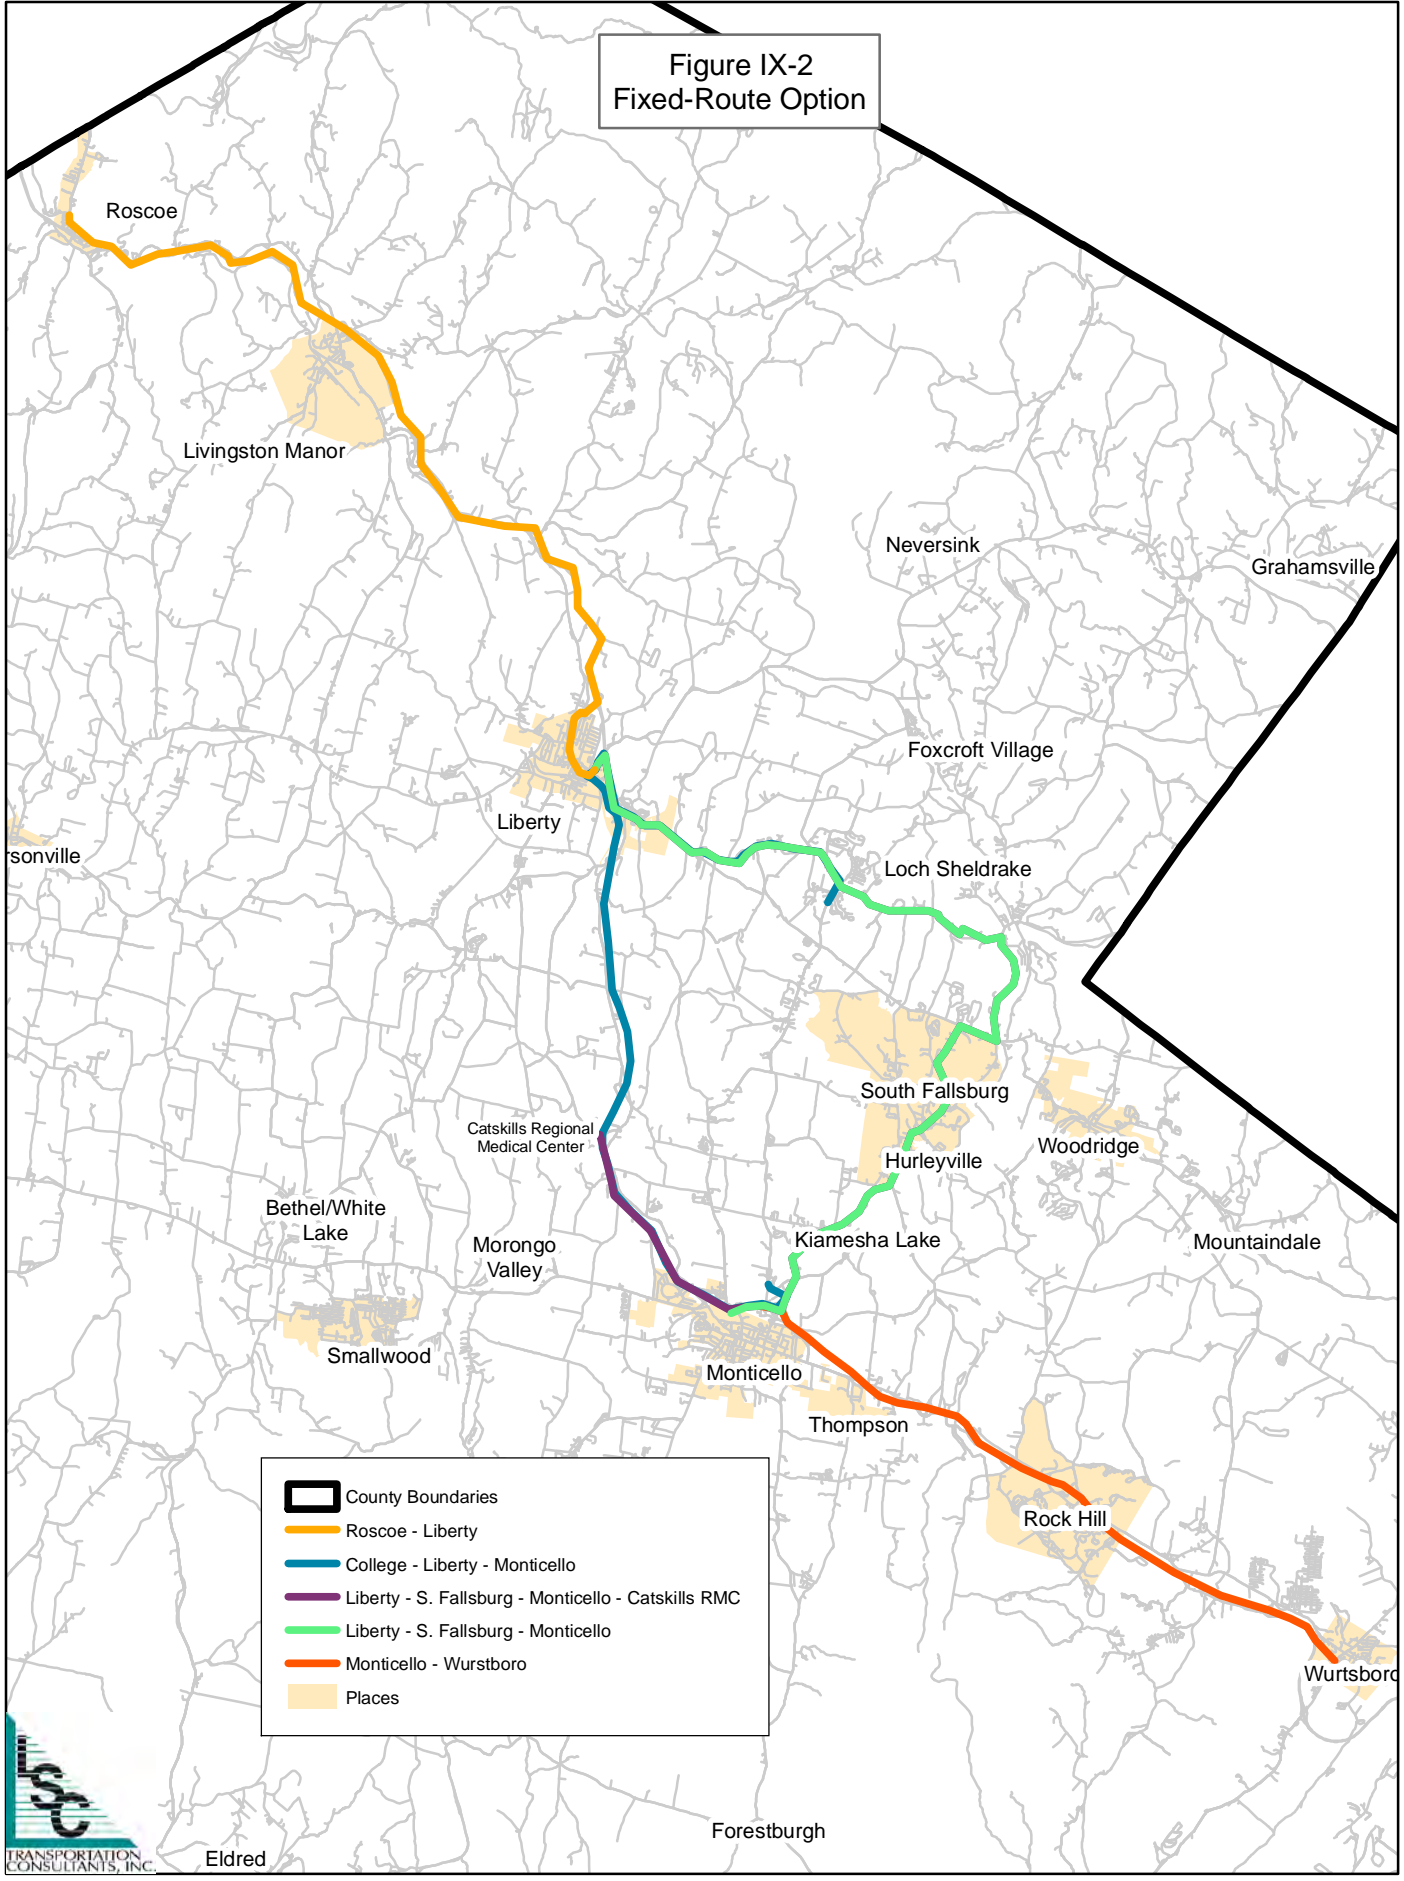 Figure IX-2
Fixed-Route Option
Roscoe
Livingston Manor
Neversink
Grahamsville
Foxcroft Village
Liberty
rsonville
Loch Sheldrake
South Fallsburg
Catskills Regional
Medical Center
Woodridge
Hurleyville
Bethel/White
Lake
Kiamesha Lake
Mountaindale
Morongo
Valley
Smallwood
Monticello
Thompson
Rock Hill
Wurtsboro
County Boundaries
Roscoe - Liberty
College - Liberty - Monticello
Liberty - S. Fallsburg - Monticello - Catskills RMC
Liberty - S. Fallsburg - Monticello
Monticello - Wurstboro
Places
LSC
TRANSPORTATION
CONSULTANTS, INC.
Forestburgh
Eldred